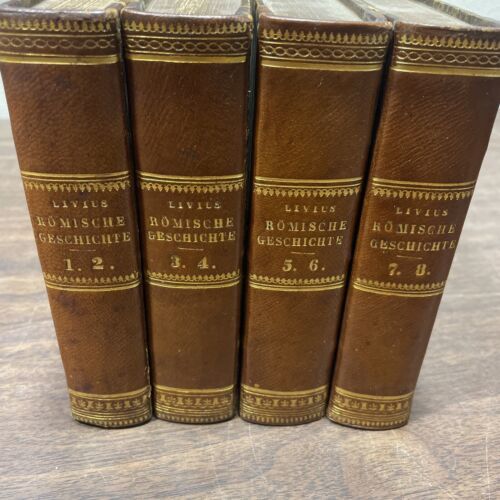 LIVIUS
RÖMISCHE
GESCHICHTE
1. 2.
LIVIUS
RÖMISCHE
GESCHICHTE
3. 4.
LIVIUS
RÖMISCHE
GESCHICHTE
5. 6.
LIVIUS
RÖMISCHE
GESCHICHTE
7. 8.